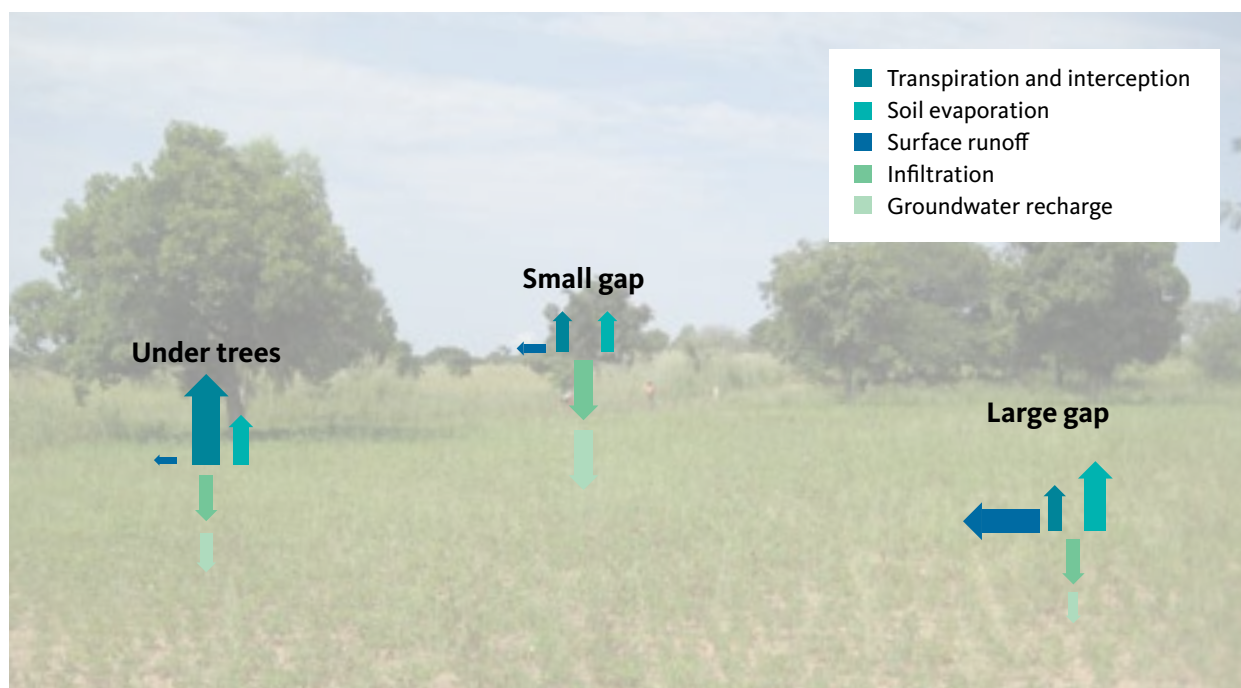 Transpiration and interception
Soil evaporation
Surface runoff
Infiltration
Groundwater recharge
Small gap
Under trees
Large gap